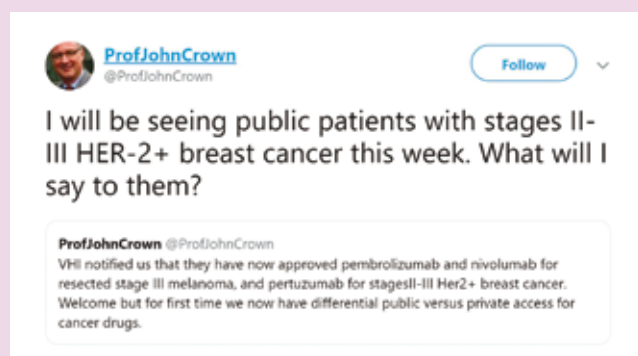 ProfJohnCrown
@ProfJohnCrown
Follow
I will be seeing public patients with stages II-
III HER-2+ breast cancer this week. What will I
say to them?
ProfJohnCrown @ProfJohnCrown
VHI notified us that they have now approved pembrolizumab and nivolumab for
resected stage III melanoma, and pertuzumab for stagesII-III Her2+ breast cancer.
Welcome but for first time we now have differential public versus private access for
cancer drugs.